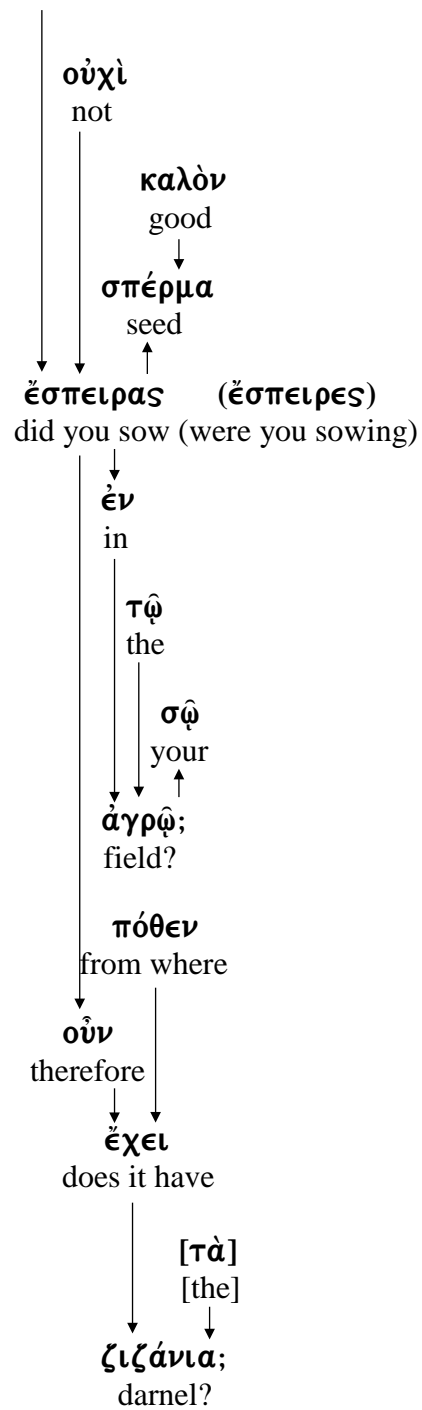 οὐχὶ
not
καλὸν
good
σπέρμα
seed
ἔσπειρας (ἔσπειρες)
did you sow (were you sowing)
ἐν
in
τῷ
the
σῷ
your
ἀγρῷ;
field?
πόθεν
from where
οὖν
therefore
ἔχει
does it have
[τὰ]
[the]
ζιζάνια;
darnel?